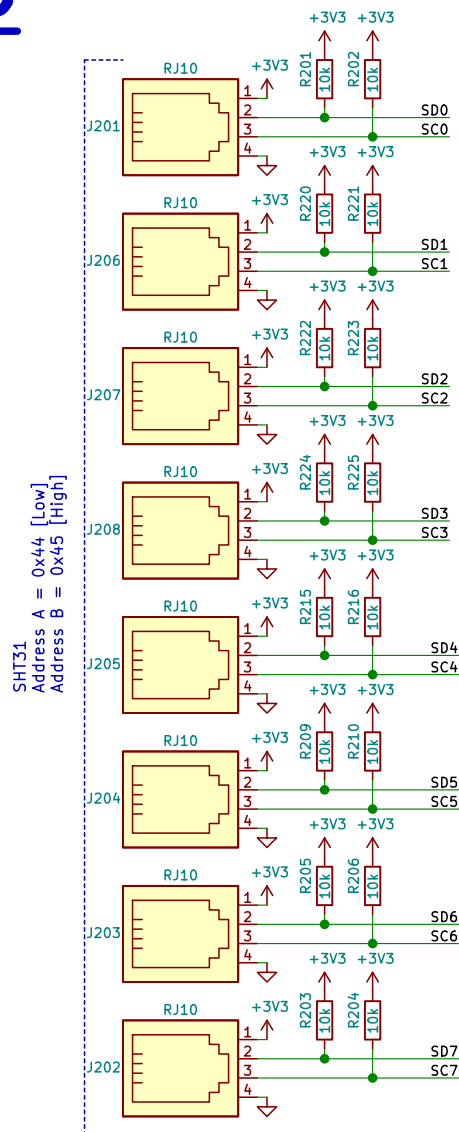 +3V3 +3V3
RJ10
+3V3
R201 10k
R202 10k
J201
1
2 SD0
3 SC0
4
+3V3 +3V3
RJ10
+3V3
R220 10k
R221 10k
J206
1
2 SD1
3 SC1
4
+3V3 +3V3
RJ10
+3V3
R222 10k
R223 10k
J207
1
2 SD2
3 SC2
4
+3V3 +3V3
RJ10
+3V3
R224 10k
R225 10k
J208
1
2 SD3
3 SC3
4
SHT31
Address A = 0x44 [Low]
Address B = 0x45 [High]
+3V3 +3V3
RJ10
+3V3
R215 10k
R216 10k
J205
1
2 SD4
3 SC4
4
+3V3 +3V3
RJ10
+3V3
R209 10k
R210 10k
J204
1
2 SD5
3 SC5
4
+3V3 +3V3
RJ10
+3V3
R205 10k
R206 10k
J203
1
2 SD6
3 SC6
4
+3V3 +3V3
RJ10
+3V3
R203 10k
R204 10k
J202
1
2 SD7
3 SC7
4